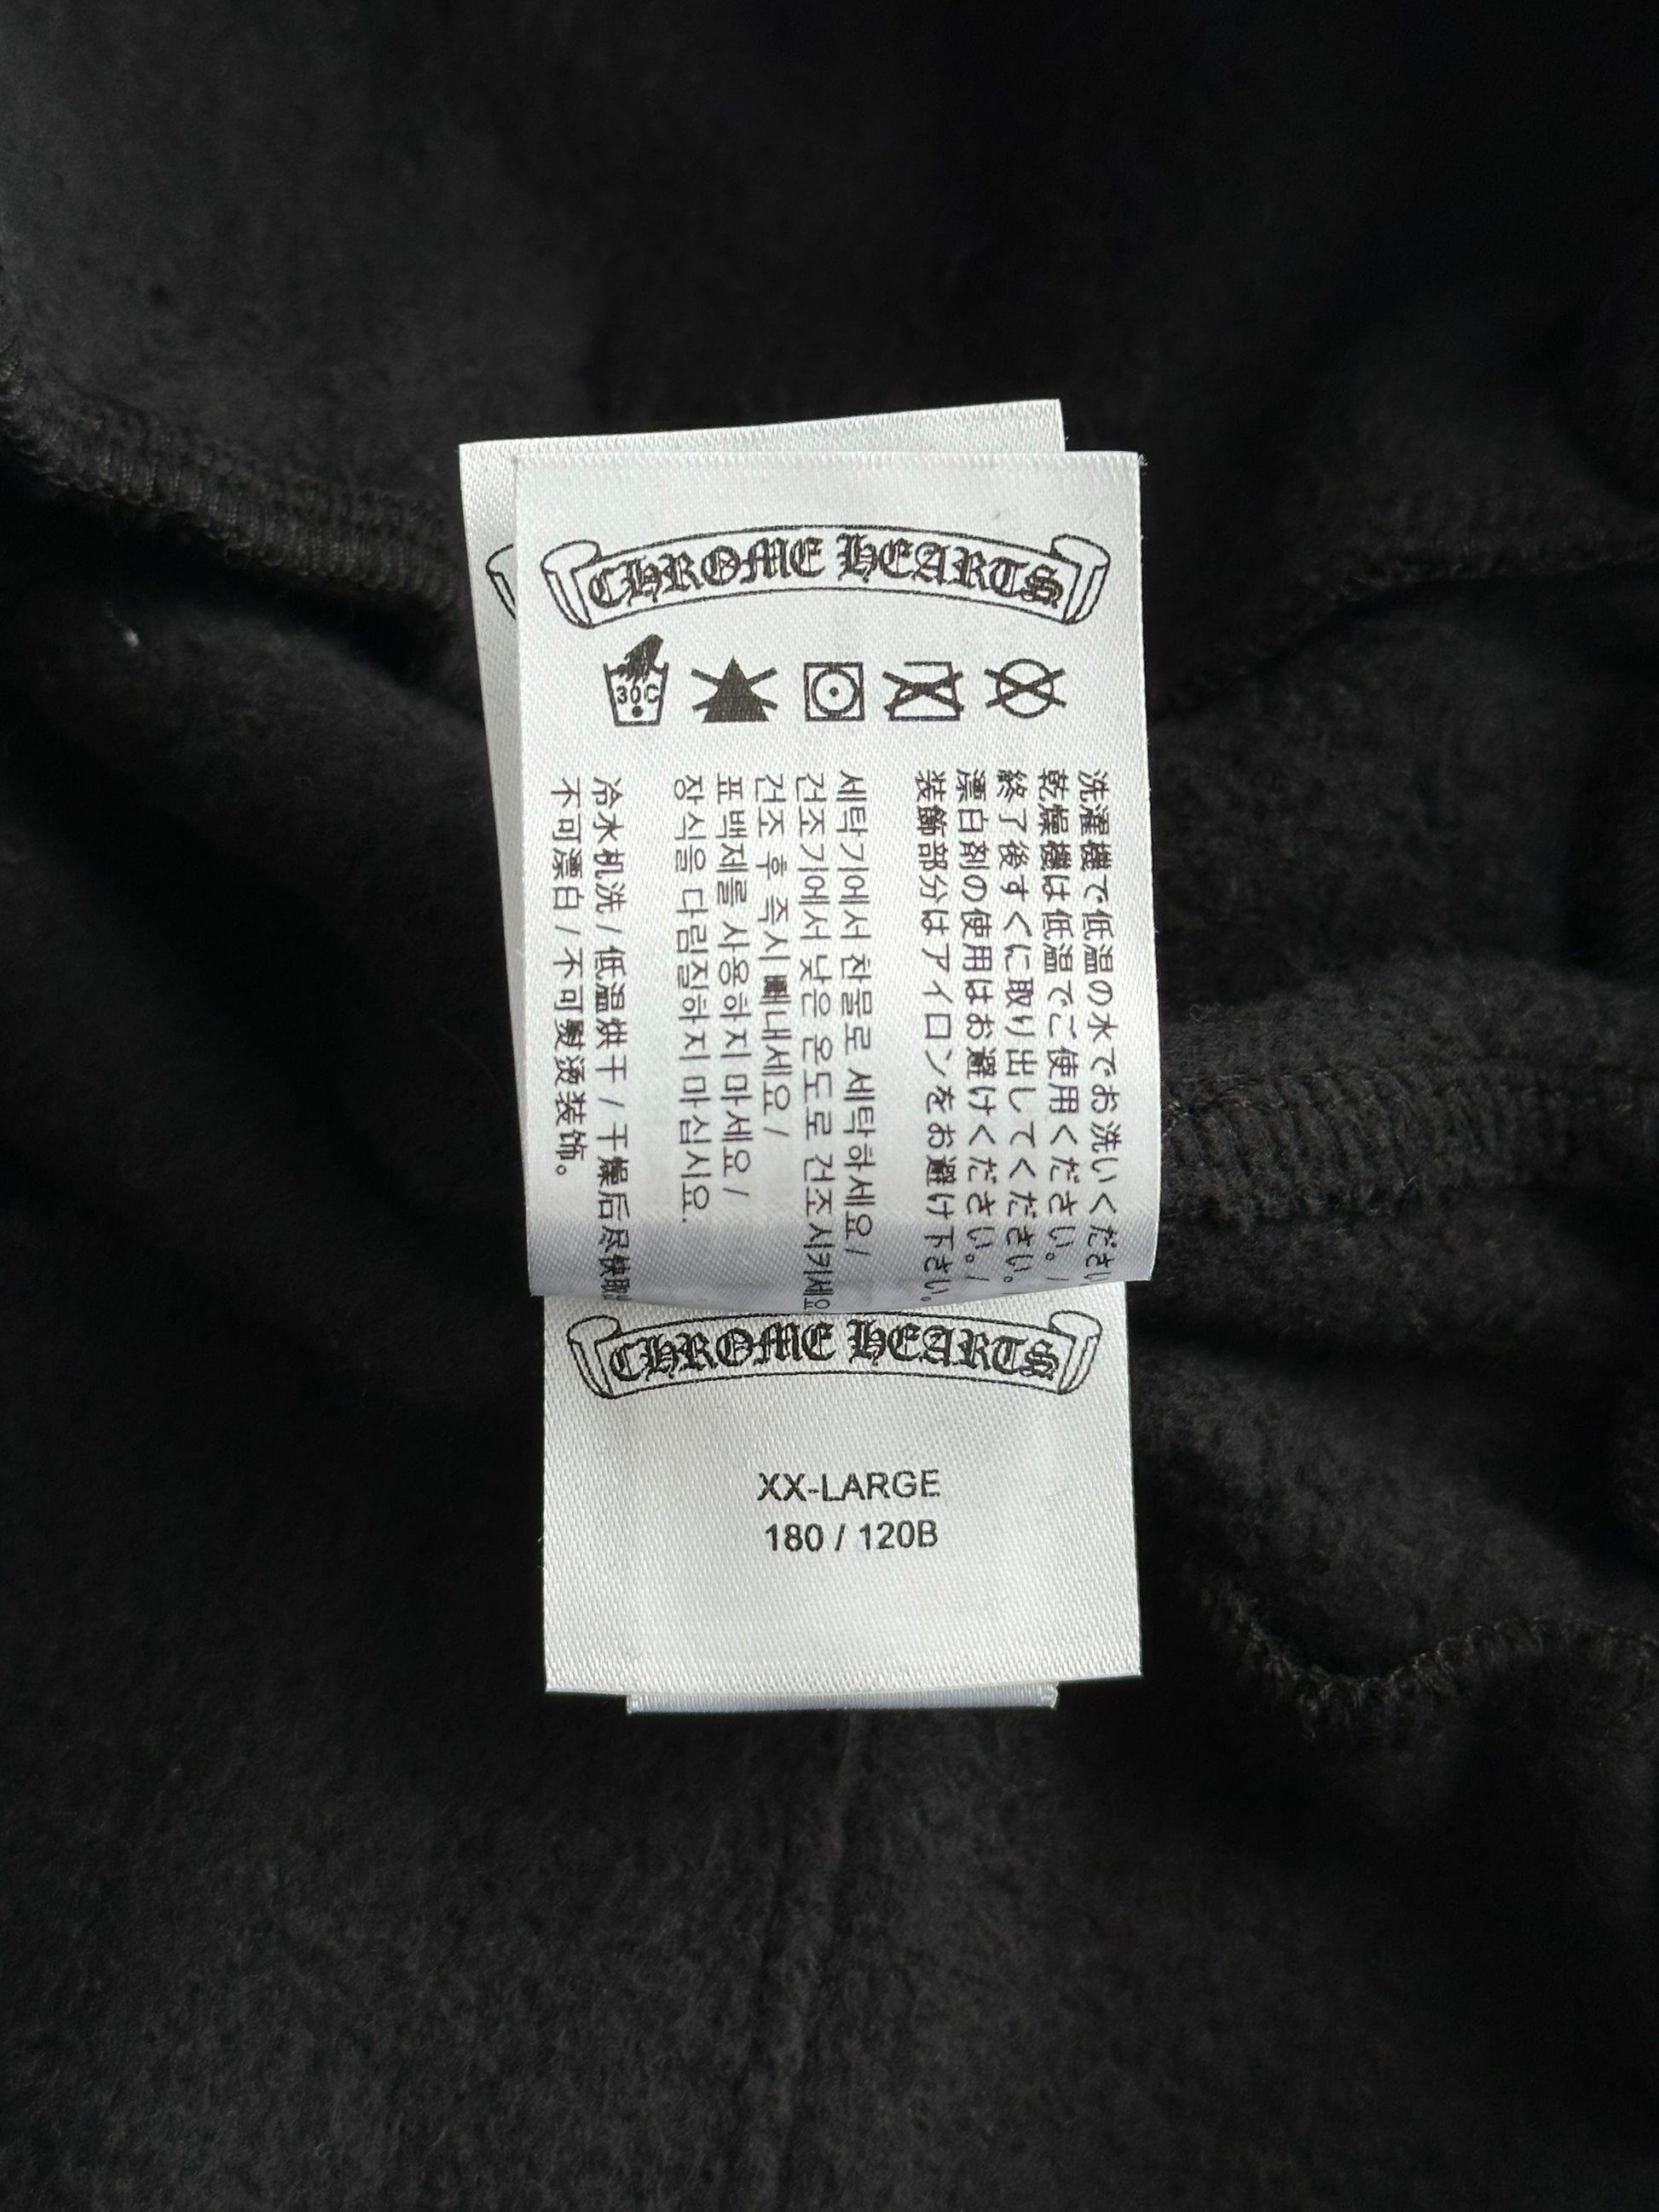 CHROME HEARTS
30C
洗濯機で低温の水でお洗いください
乾燥機は低温でご使用ください。/
終了後すぐに取り出してください。
漂白剤の使用はお避けください。/
装飾部分はアイロンをお避け下さい。
세탁기에서 찬물로 세탁하세요 /
건조기에서 낮은 온도로 건조시키세요
건조 후 즉시 빼내세요 /
표백제를 사용하지 마세요 /
장식을 다림질하지 마십시요.
冷水机洗 / 低温烘干 / 干燥后尽快取
不可漂白 / 不可熨烫装饰。
CHROME HEARTS
XX-LARGE
180 / 120B